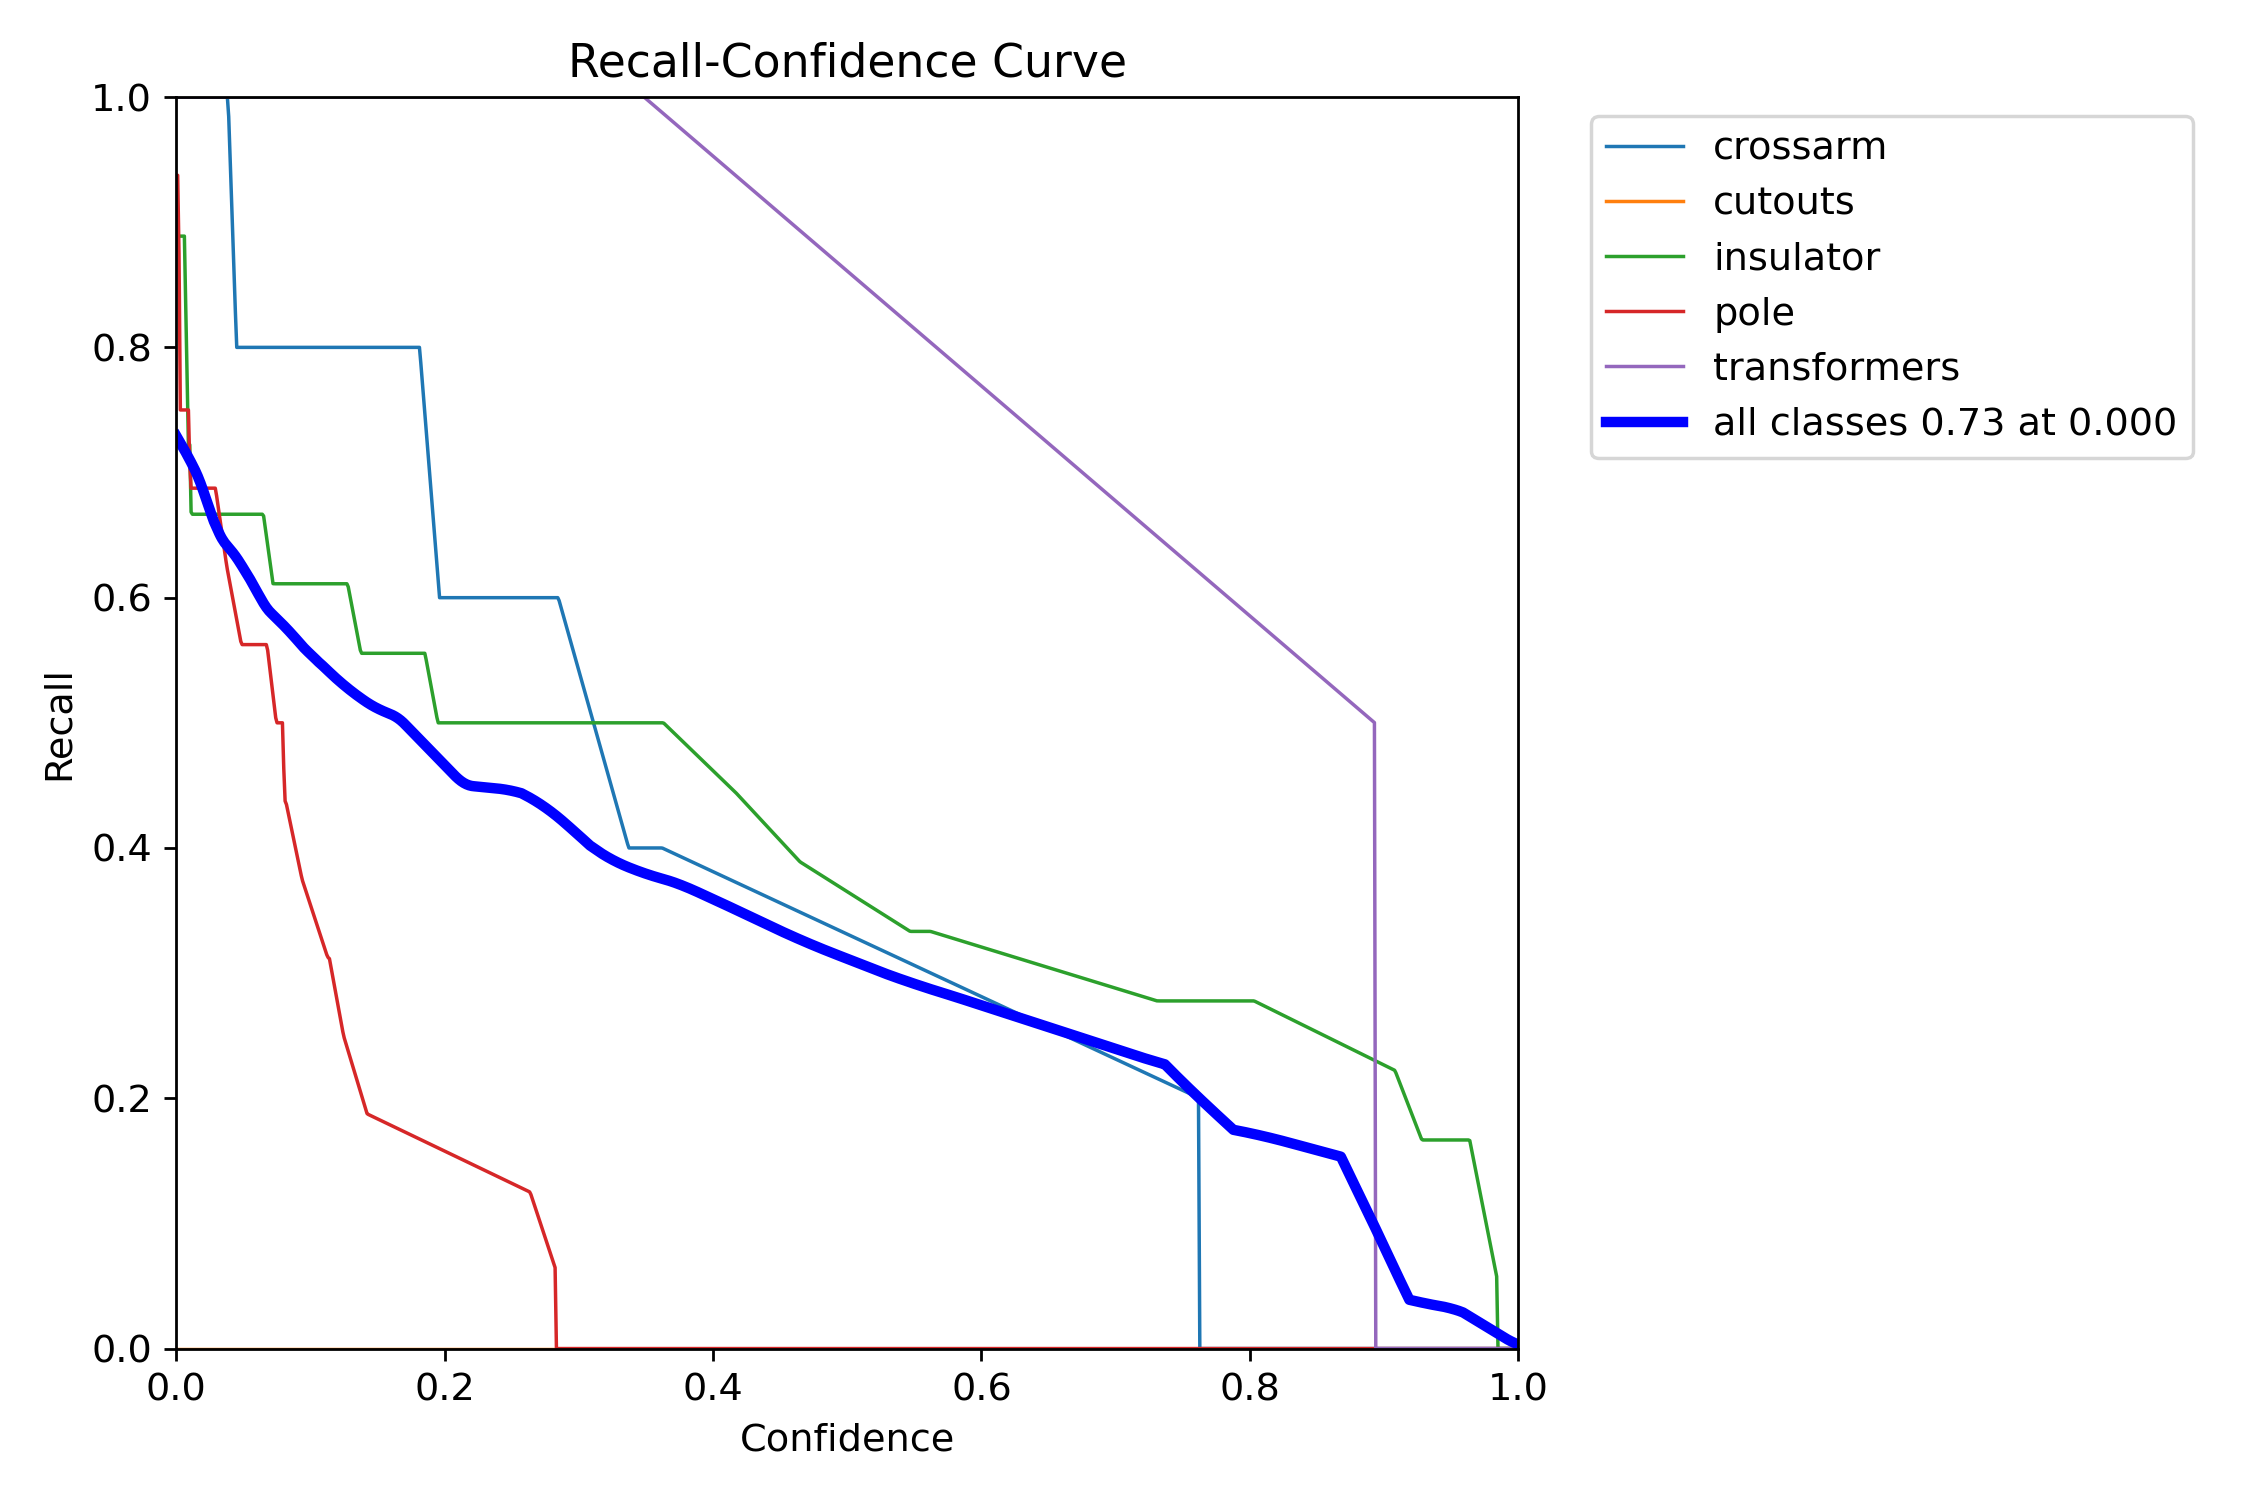 Recall-Confidence Curve
1.0
0.8
0.6
0.4
0.2
0.0
Recall
0.0 0.2 0.4 0.6 0.8 1.0
Confidence
crossarm
cutouts
insulator
pole
transformers
all classes 0.73 at 0.000